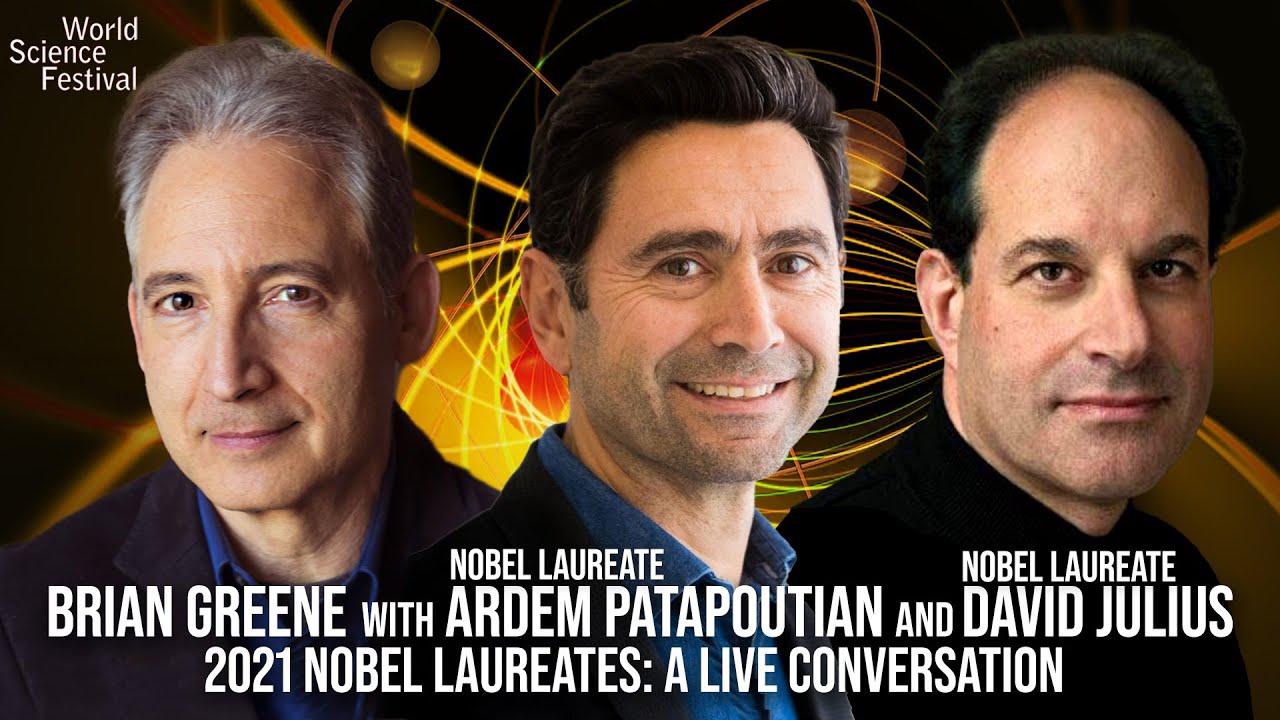 World
Science
Festival
NOBEL LAUREATE
NOBEL LAUREATE
BRIAN GREENE WITH ARDEM PATAPOUTIAN AND DAVID JULIUS
2021 NOBEL LAUREATES: A LIVE CONVERSATION